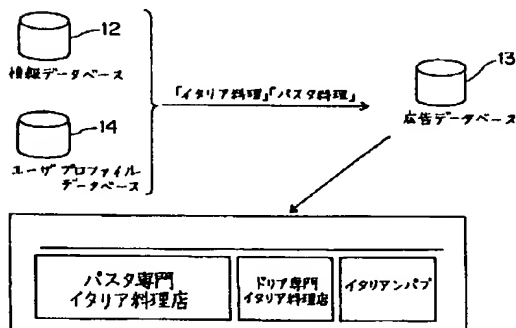 12
情報データベース
14
ユーザプロファイル
データベース
「イタリア料理」「パスタ料理」
13
広告データベース
パスタ専門
イタリア料理店
ドリア専門
イタリア料理店
イタリアンパブ